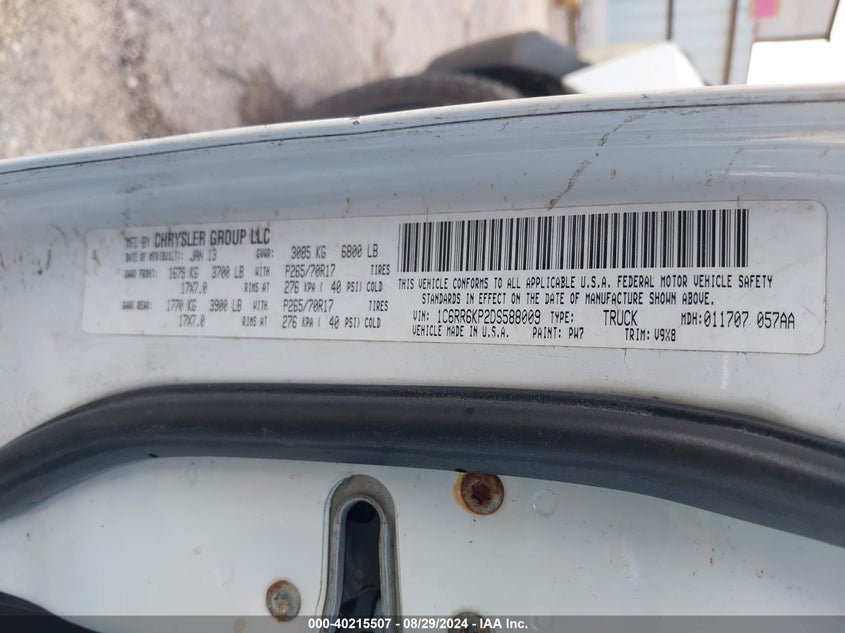 MFD BY CHRYSLER GROUP LLC
DATE OF MFR(BUILT): JAN 13 GVWR: 3085 KG 6800 LB
GAWR FRONT: 1679 KG 3700 LB WITH P265/70R17 TIRES
17X7.0 RIMS AT 276 KPA ( 40 PSI) COLD
GAWR REAR: 1770 KG 3900 LB WITH P265/70R17 TIRES
17X7.0 RIMS AT 276 KPA ( 40 PSI) COLD
THIS VEHICLE CONFORMS TO ALL APPLICABLE U.S.A. FEDERAL MOTOR VEHICLE SAFETY
STANDARDS IN EFFECT ON THE DATE OF MANUFACTURE SHOWN ABOVE.
VIN: 1C6RR6KP2DS588009 TYPE: TRUCK MDH: 011707 057AA
VEHICLE MADE IN U.S.A. PAINT: PW7 TRIM: V9X8
000-40215507 - 08/29/2024 - IAA Inc.